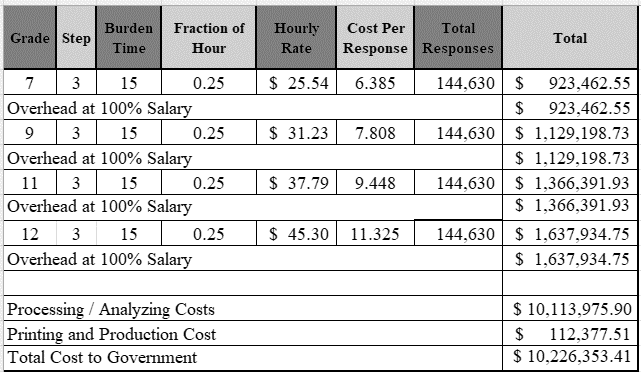 Grade Step Burden Time Fraction of Hour Hourly Rate Cost Per Response Total Responses Total
7 3 15 0.25 $ 25.54 6.385 144,630 $ 923,462.55
Overhead at 100% Salary $ 923,462.55
9 3 15 0.25 $ 31.23 7.808 144,630 $ 1,129,198.73
Overhead at 100% Salary $ 1,129,198.73
11 3 15 0.25 $ 37.79 9.448 144,630 $ 1,366,391.93
Overhead at 100% Salary $ 1,366,391.93
12 3 15 0.25 $ 45.30 11.325 144,630 $ 1,637,934.75
Overhead at 100% Salary $ 1,637,934.75
Processing / Analyzing Costs $ 10,113,975.90
Printing and Production Cost $ 112,377.51
Total Cost to Government $ 10,226,353.41